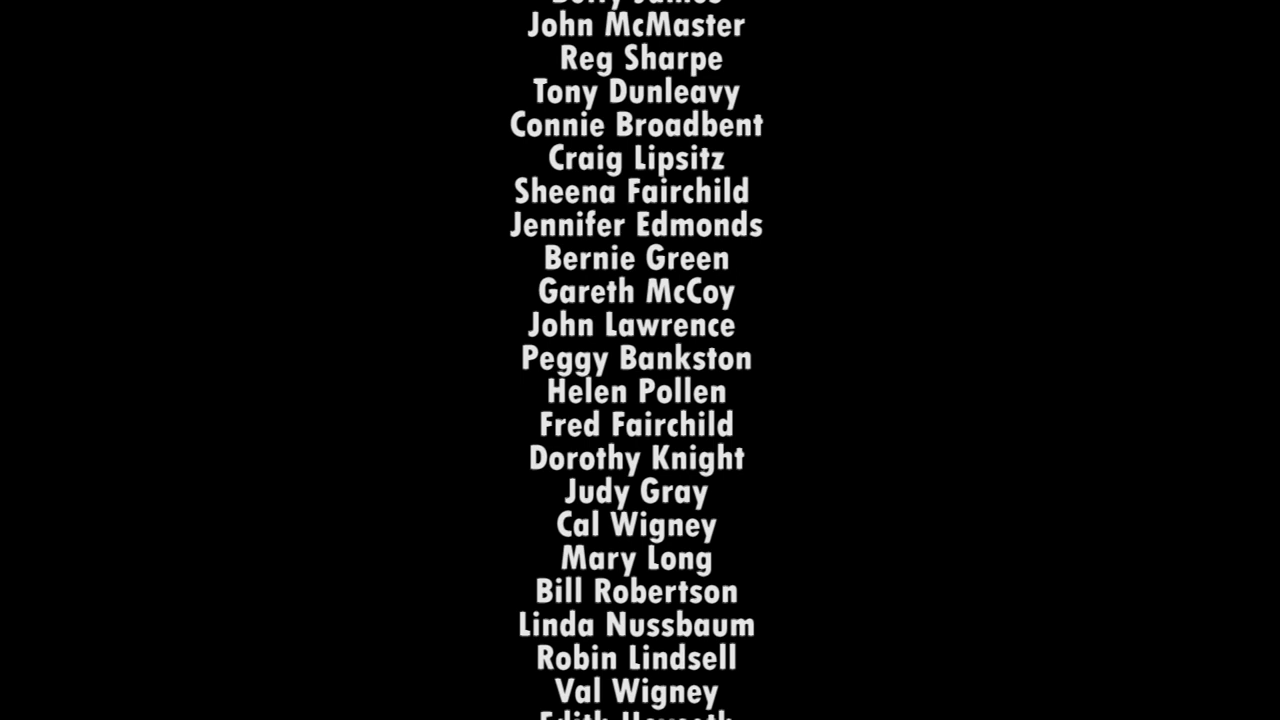 John McMaster
Reg Sharpe
Tony Dunleavy
Connie Broadbent
Craig Lipsitz
Sheena Fairchild
Jennifer Edmonds
Bernie Green
Gareth McCoy
John Lawrence
Peggy Bankston
Helen Pollen
Fred Fairchild
Dorothy Knight
Judy Gray
Cal Wigney
Mary Long
Bill Robertson
Linda Nussbaum
Robin Lindsell
Val Wigney
Edith